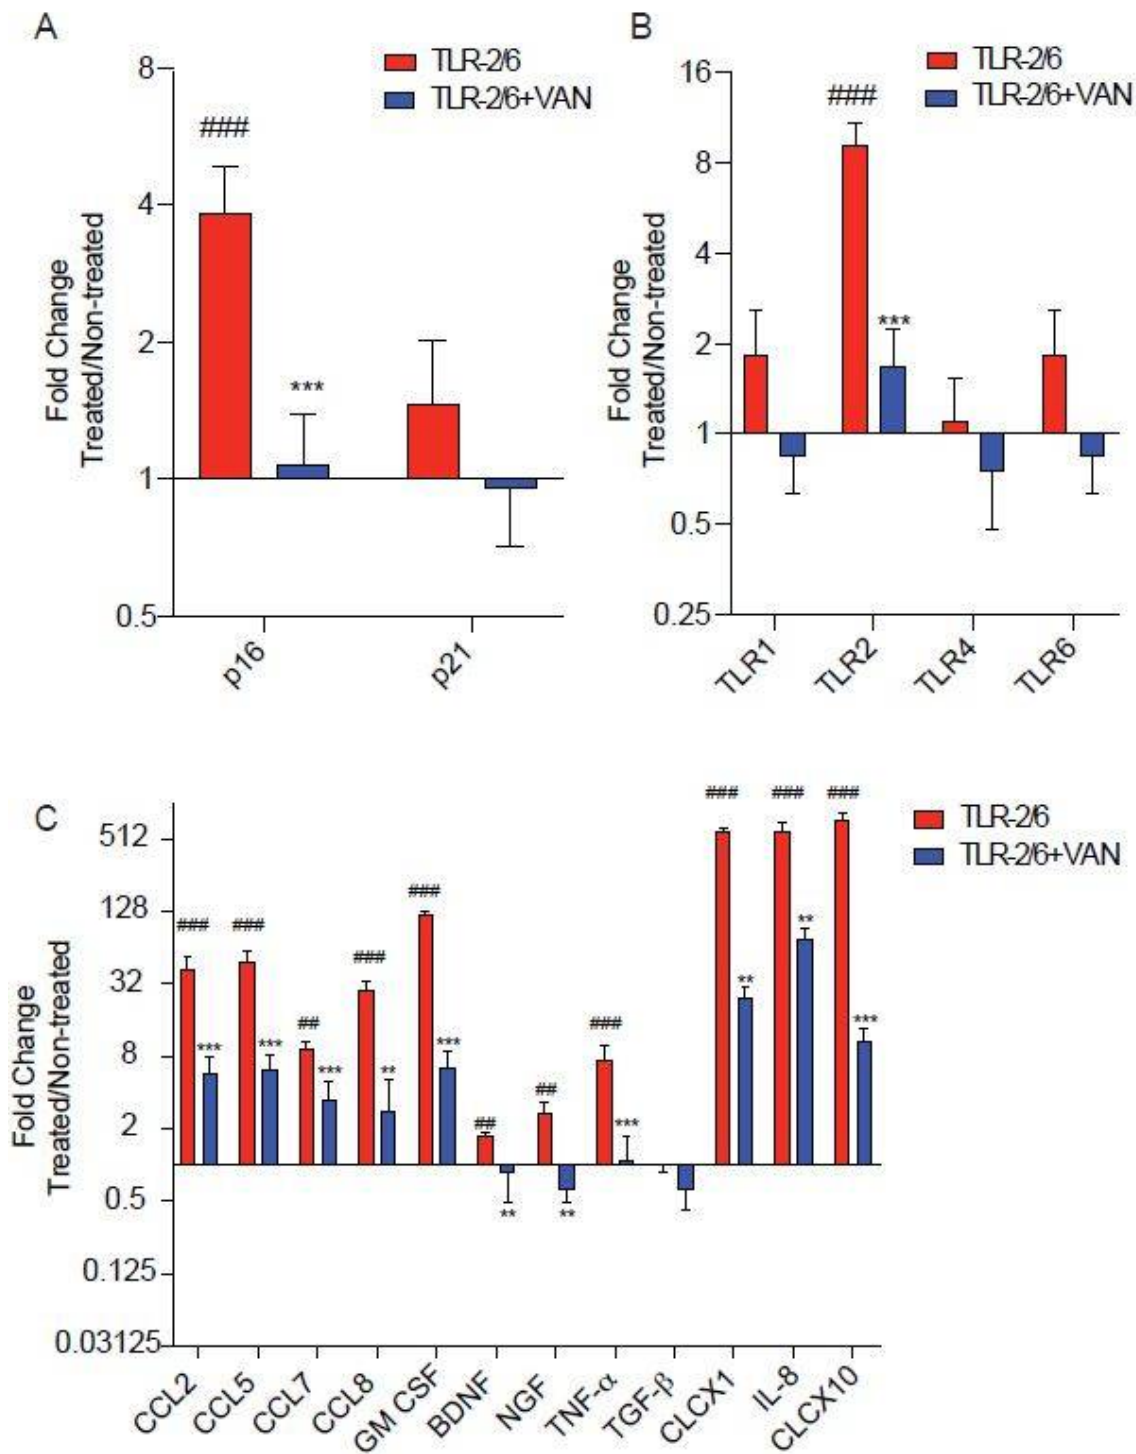 A
TLR-2/6
TLR-2/6+VAN
Fold Change
Treated/Non-treated
8
4
2
1
0.5
###
***
p16
p21
B
TLR-2/6
TLR-2/6+VAN
Fold Change
Treated/Non-treated
16
8
4
2
1
0.5
0.25
###
***
TLR1
TLR2
TLR4
TLR6
C
TLR-2/6
TLR-2/6+VAN
Fold Change
Treated/Non-treated
512
128
32
8
2
0.5
0.125
0.03125
###
***
###
***
##
***
###
**
###
***
##
**
##
**
###
***
###
**
###
**
###
***
CCL2
CCL5
CCL7
CCL8
GM CSF
BDNF
NGF
TNF-α
TGF-β
CLCX1
IL-8
CLCX10